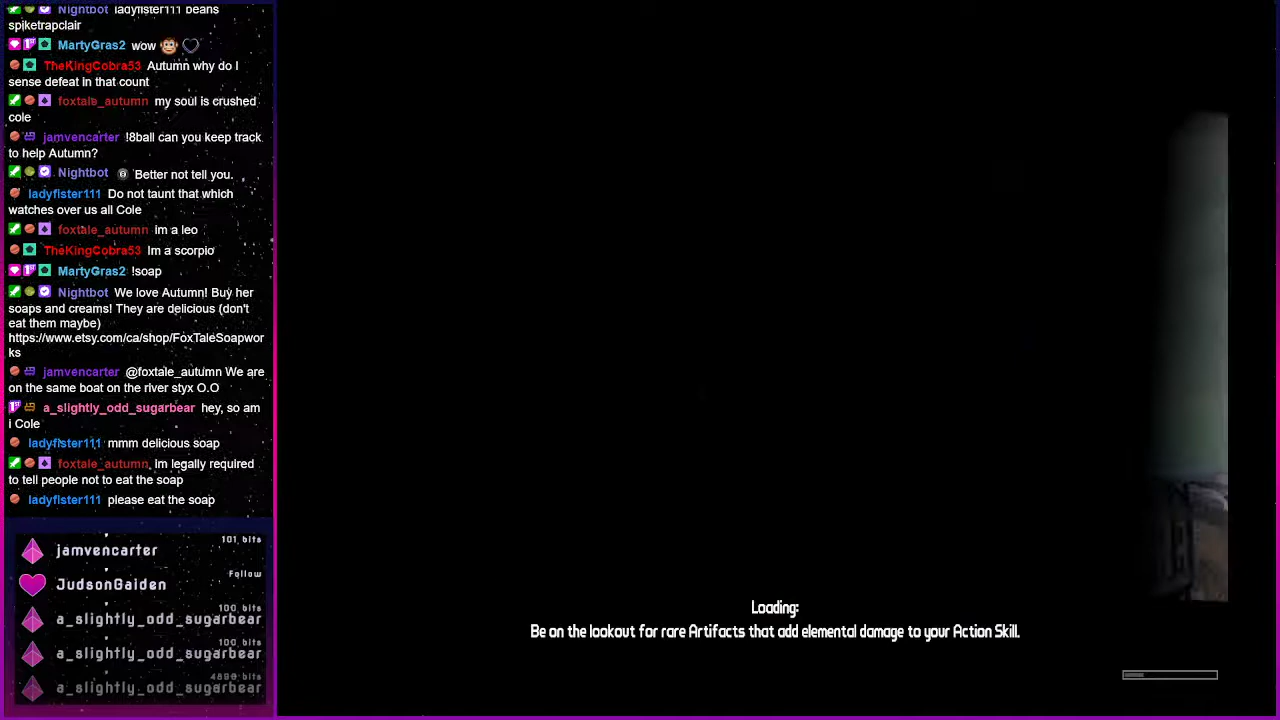 Nightbot ladyfister111 beans
spiketrapclair
MartyGras2 wow
TheKingCobra53 Autumn why do I
sense defeat in that count
foxtale_autumn my soul is crushed
cole
jamvencarter !8ball can you keep track
to help Autumn?
Nightbot Better not tell you.
ladyfister111 Do not taunt that which
watches over us all Cole
foxtale_autumn im a leo
TheKingCobra53 Im a scorpio
MartyGras2 !soap
Nightbot We love Autumn! Buy her
soaps and creams! They are delicious (don't
eat them maybe)
https://www.etsy.com/ca/shop/FoxTaleSoapwor
ks
jamvencarter @foxtale_autumn We are
on the same boat on the river styx O.O
a_slightly_odd_sugarbear hey, so am
i Cole
ladyfister111 mmm delicious soap
foxtale_autumn im legally required
to tell people not to eat the soap
ladyfister111 please eat the soap
101 bits
jamvencarter
Follow
JudsonGaiden
100 bits
a_slightly_odd_sugarbear
100 bits
a_slightly_odd_sugarbear
4899 bits
a_slightly_odd_sugarbear
Loading:
Be on the lookout for rare Artifacts that add elemental damage to your Action Skill.